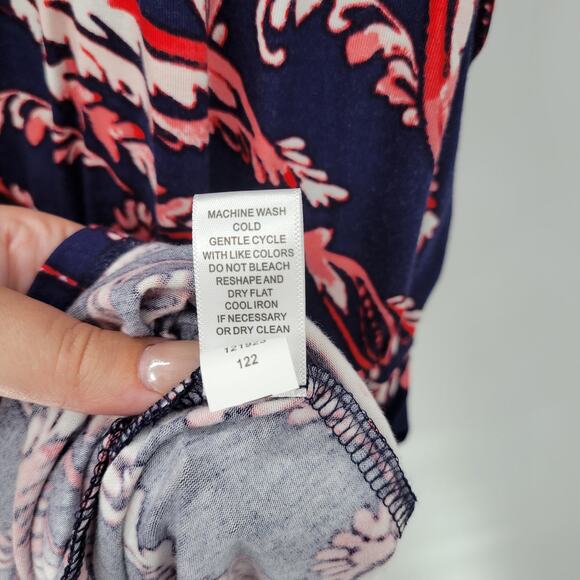 MACHINE WASH
COLD
GENTLE CYCLE
WITH LIKE COLORS
DO NOT BLEACH
RESHAPE AND
DRY FLAT
COOL IRON
IF NECESSARY
OR DRY CLEAN
122